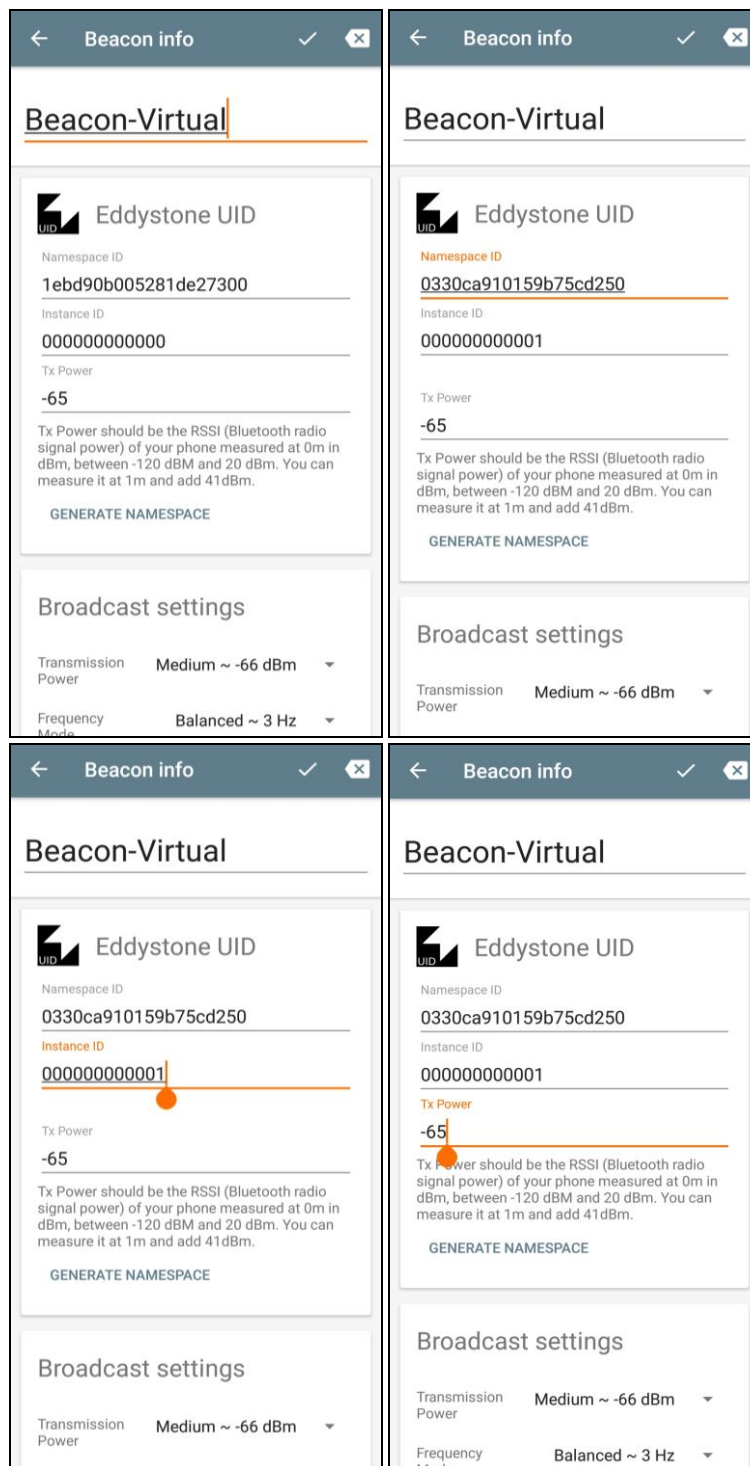 Beacon info
Beacon-Virtual
UID
Eddystone UID
Namespace ID
1ebd90b005281de27300
Instance ID
000000000000
Tx Power
-65
Tx Power should be the RSSI (Bluetooth radio
signal power) of your phone measured at 0m in
dBm, between -120 dBM and 20 dBm. You can
measure it at 1m and add 41dBm.
GENERATE NAMESPACE
Broadcast settings
Transmission Power Medium ~ -66 dBm
Frequency Mode Balanced ~ 3 Hz
Beacon info
Beacon-Virtual
UID
Eddystone UID
Namespace ID
0330ca910159b75cd250
Instance ID
000000000001
Tx Power
-65
Tx Power should be the RSSI (Bluetooth radio
signal power) of your phone measured at 0m in
dBm, between -120 dBM and 20 dBm. You can
measure it at 1m and add 41dBm.
GENERATE NAMESPACE
Broadcast settings
Transmission Power Medium ~ -66 dBm
Beacon info
Beacon-Virtual
UID
Eddystone UID
Namespace ID
0330ca910159b75cd250
Instance ID
000000000001
Tx Power
-65
Tx Power should be the RSSI (Bluetooth radio
signal power) of your phone measured at 0m in
dBm, between -120 dBM and 20 dBm. You can
measure it at 1m and add 41dBm.
GENERATE NAMESPACE
Broadcast settings
Transmission Power Medium ~ -66 dBm
Beacon info
Beacon-Virtual
UID
Eddystone UID
Namespace ID
0330ca910159b75cd250
Instance ID
000000000001
Tx Power
-65
Tx Power should be the RSSI (Bluetooth radio
signal power) of your phone measured at 0m in
dBm, between -120 dBM and 20 dBm. You can
measure it at 1m and add 41dBm.
GENERATE NAMESPACE
Broadcast settings
Transmission Power Medium ~ -66 dBm
Frequency Balanced ~ 3 Hz